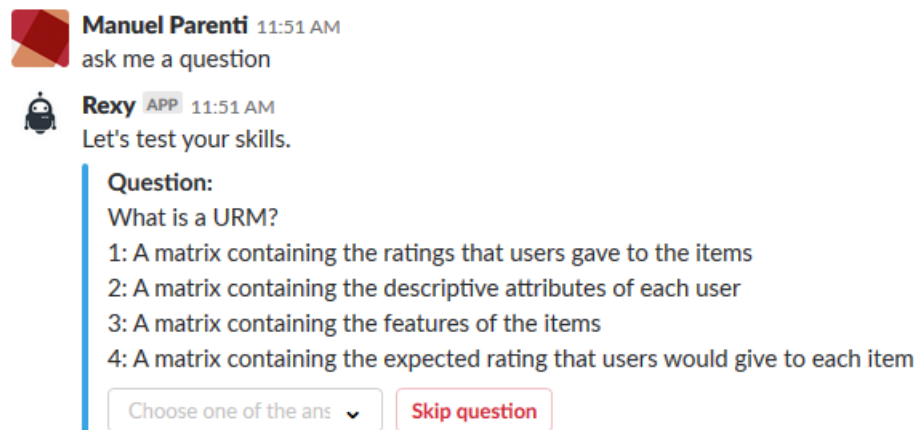 Manuel Parenti 11:51 AM
ask me a question
Rexy APP 11:51 AM
Let's test your skills.
Question:
What is a URM?
1: A matrix containing the ratings that users gave to the items
2: A matrix containing the descriptive attributes of each user
3: A matrix containing the features of the items
4: A matrix containing the expected rating that users would give to each item
Choose one of the ans Skip question